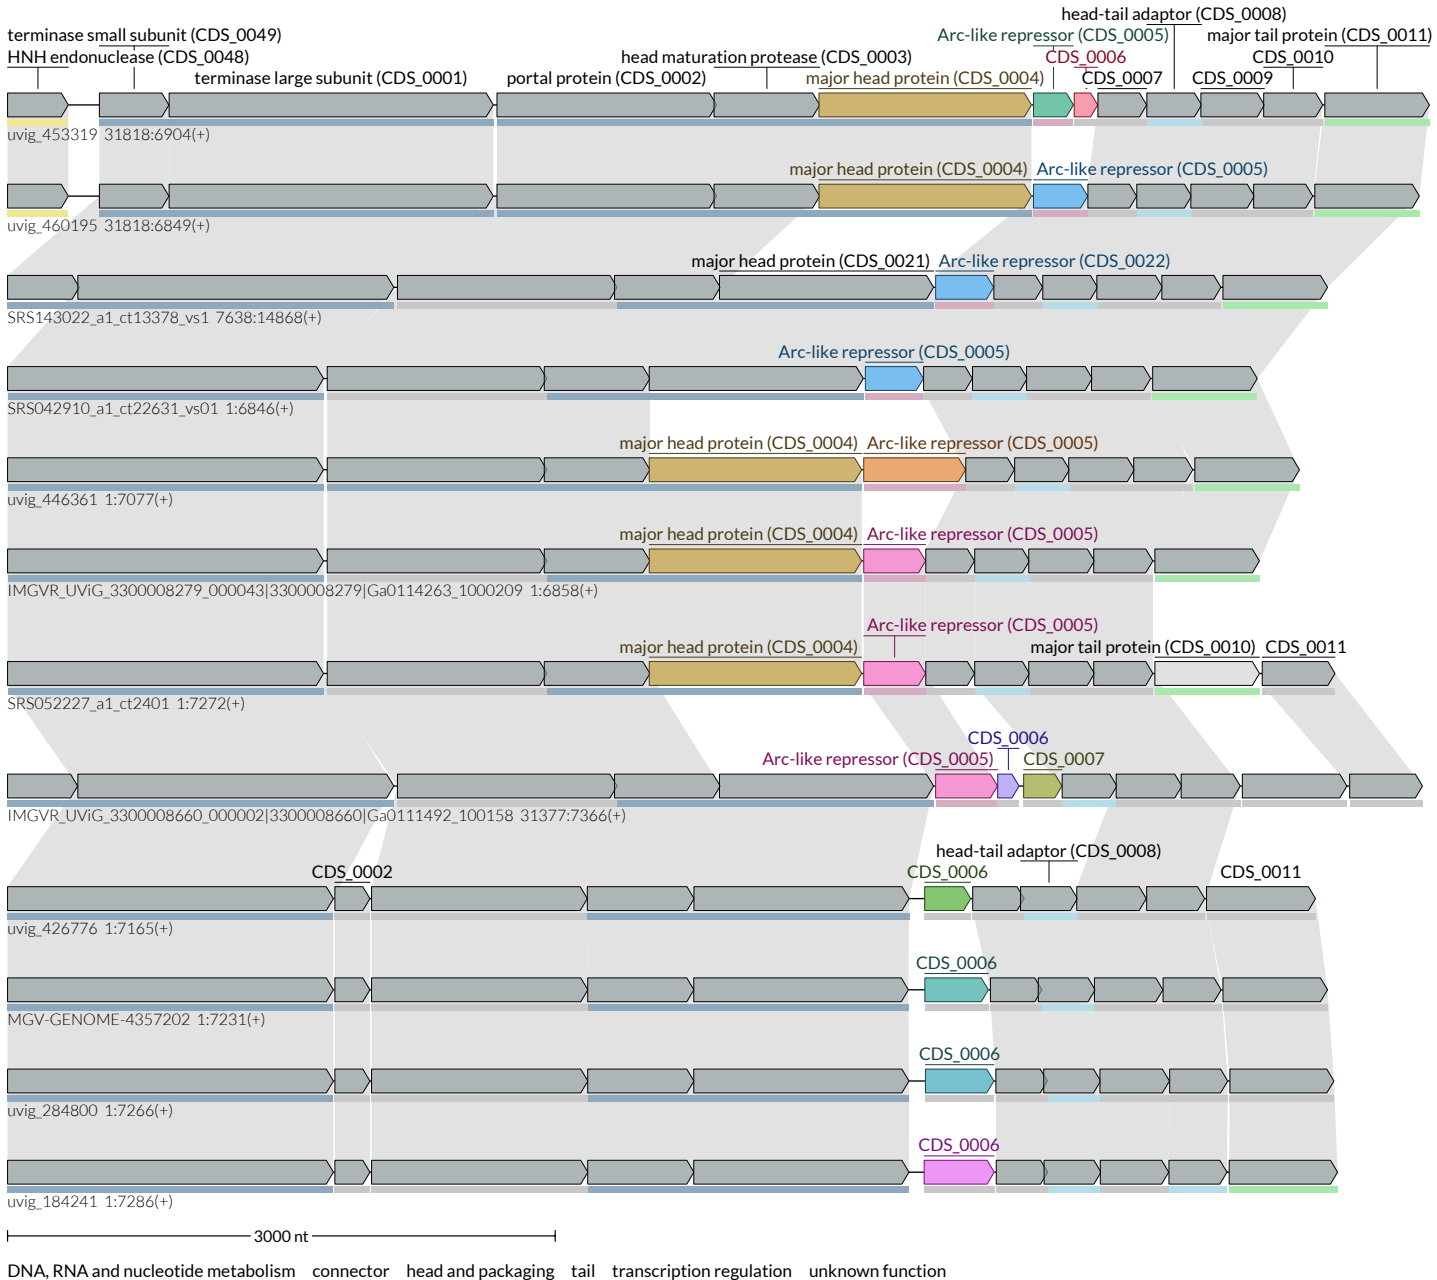 head-tail adaptor (CDS_0008)
terminase small subunit (CDS_0049) Arc-like repressor (CDS_0005) major tail protein (CDS_0011)
HNH endonuclease (CDS_0048) head maturation protease (CDS_0003) CDS_0006 CDS_0010
terminase large subunit (CDS_0001) portal protein (CDS_0002) major head protein (CDS_0004) CDS_0007 CDS_0009
uvig_453319 31818:6904(+)
major head protein (CDS_0004) Arc-like repressor (CDS_0005)
uvig_460195 31818:6849(+)
major head protein (CDS_0021) Arc-like repressor (CDS_0022)
SRS143022_a1_ct13378_vs1 7638:14868(+)
Arc-like repressor (CDS_0005)
SRS042910_a1_ct22631_vs01 1:6846(+)
major head protein (CDS_0004) Arc-like repressor (CDS_0005)
uvig_446361 1:7077(+)
major head protein (CDS_0004) Arc-like repressor (CDS_0005)
IMGVR_UViG_3300008279_000043|3300008279|Ga0114263_1000209 1:6858(+)
Arc-like repressor (CDS_0005)
major head protein (CDS_0004) major tail protein (CDS_0010) CDS_0011
SRS052227_a1_ct2401 1:7272(+)
CDS_0006
Arc-like repressor (CDS_0005) CDS_0007
IMGVR_UViG_3300008660_000002|3300008660|Ga0111492_100158 31377:7366(+)
head-tail adaptor (CDS_0008)
CDS_0002 CDS_0006 CDS_0011
uvig_426776 1:7165(+)
CDS_0006
MGV-GENOME-4357202 1:7231(+)
CDS_0006
uvig_284800 1:7266(+)
CDS_0006
uvig_184241 1:7286(+)
3000 nt
DNA, RNA and nucleotide metabolism connector head and packaging tail transcription regulation unknown function